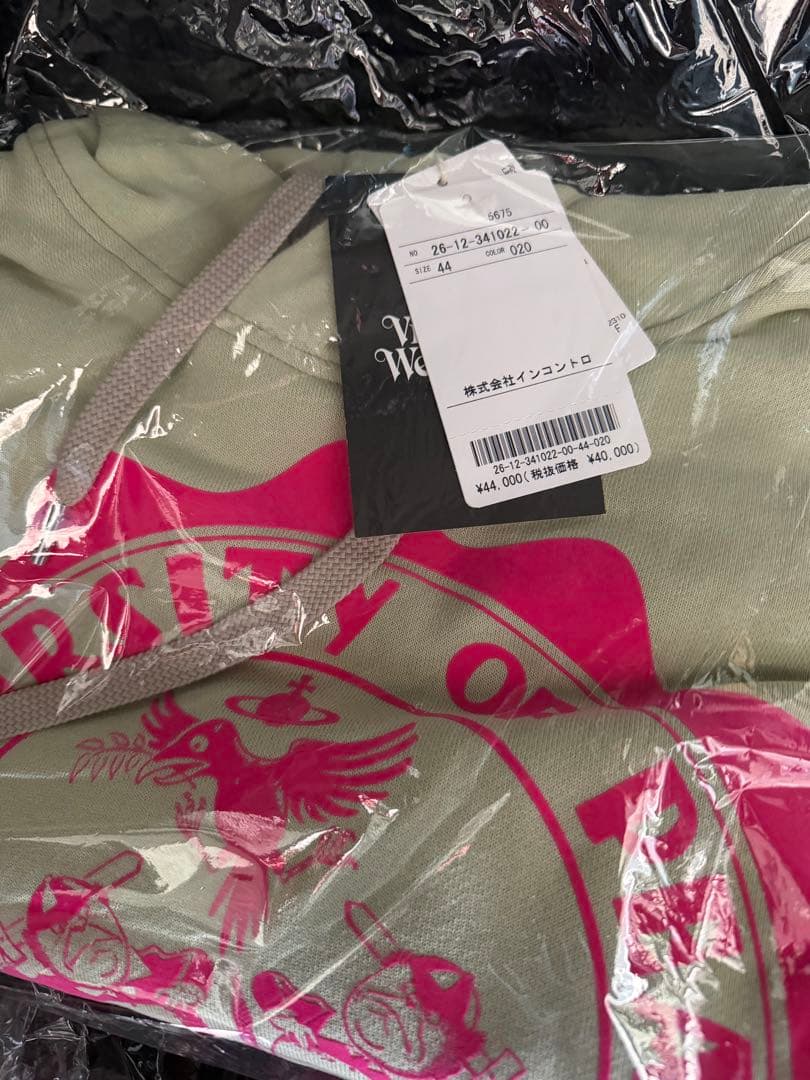 5675
NO 26-12-341022-00
SIZE 44 COLOR 020
2310
F
株式会社インコントロ
26-12-341022-00-44-020
¥44,000(税抜価格 ¥40,000)
RSITY OF